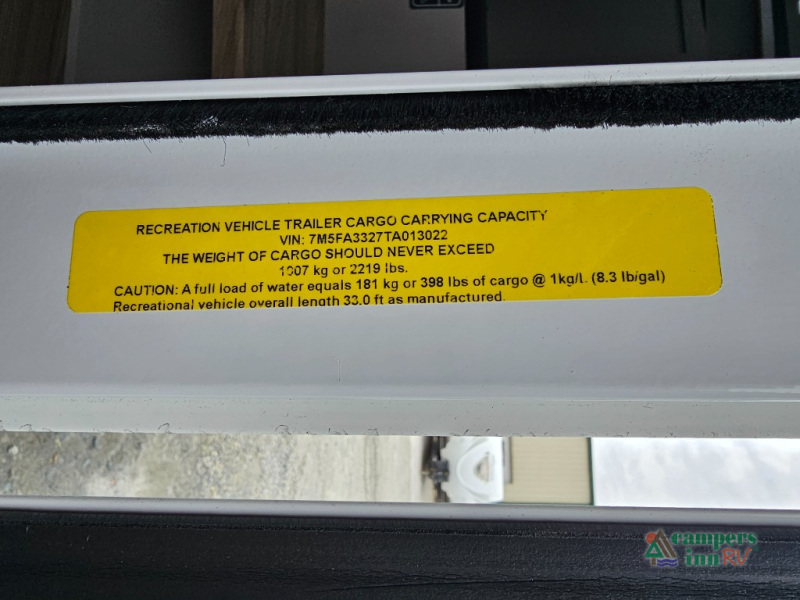 RECREATION VEHICLE TRAILER CARGO CARRYING CAPACITY
VIN: 7M5FA3327TA013022
THE WEIGHT OF CARGO SHOULD NEVER EXCEED
1007 kg or 2219 lbs.
CAUTION: A full load of water equals 181 kg or 398 lbs of cargo @ 1kg/L (8.3 lb/gal)
Recreational vehicle overall length 33.0 ft as manufactured.
campers
inn RV